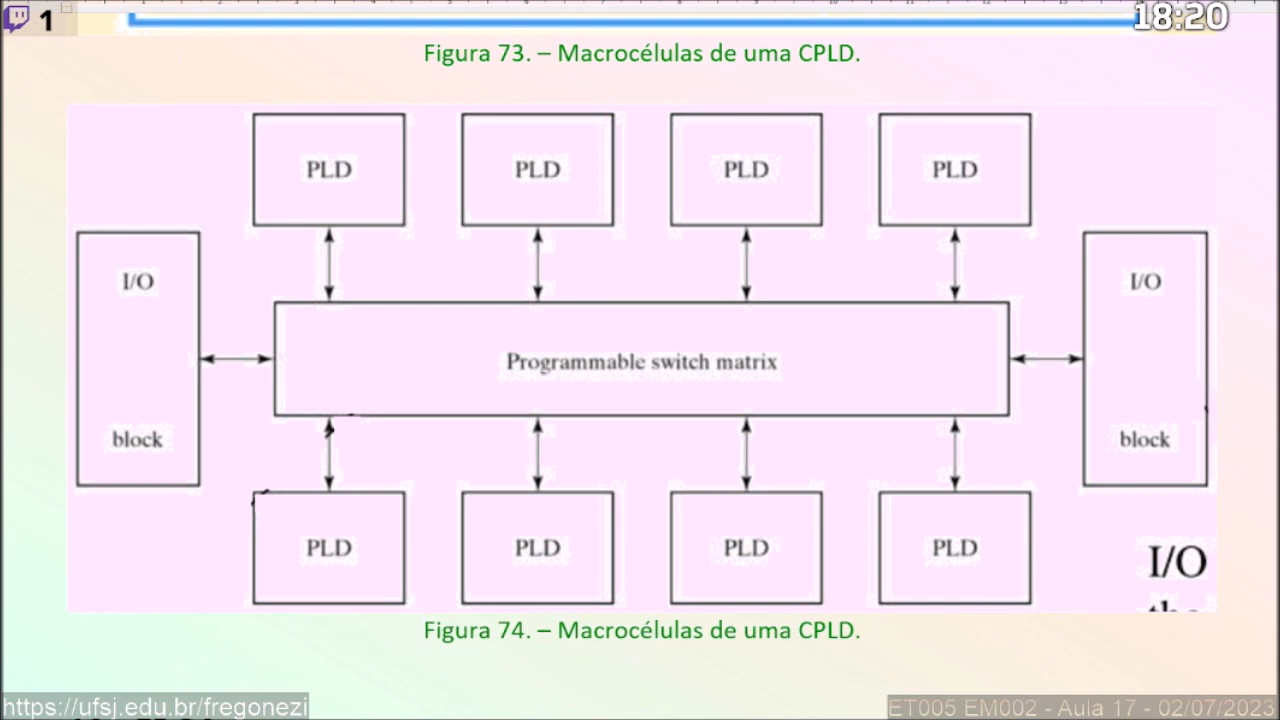 1
18:20
Figura 73. – Macrocélulas de uma CPLD.
PLD PLD PLD PLD
I/O I/O
Programmable switch matrix
block block
PLD PLD PLD PLD
I/O
Figura 74. – Macrocélulas de uma CPLD.
https://ufsj.edu.br/fregonezi
ET005 EM002 - Aula 17 - 02/07/2023